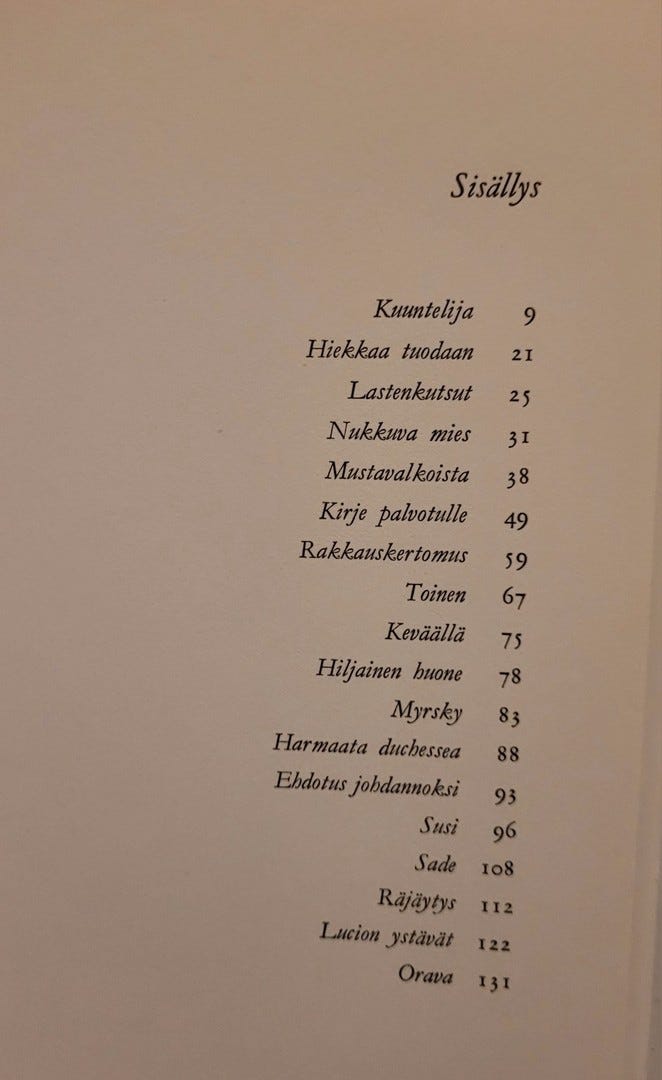 Sisällys
Kuuntelija 9
Hiekkaa tuodaan 21
Lastenkutsut 25
Nukkuva mies 31
Mustavalkoista 38
Kirje palvotulle 49
Rakkauskertomus 59
Toinen 67
Keväällä 75
Hiljainen huone 78
Myrsky 83
Harmaata duchessea 88
Ehdotus johdannoksi 93
Susi 96
Sade 108
Räjäytys 112
Lucion ystävät 122
Orava 131